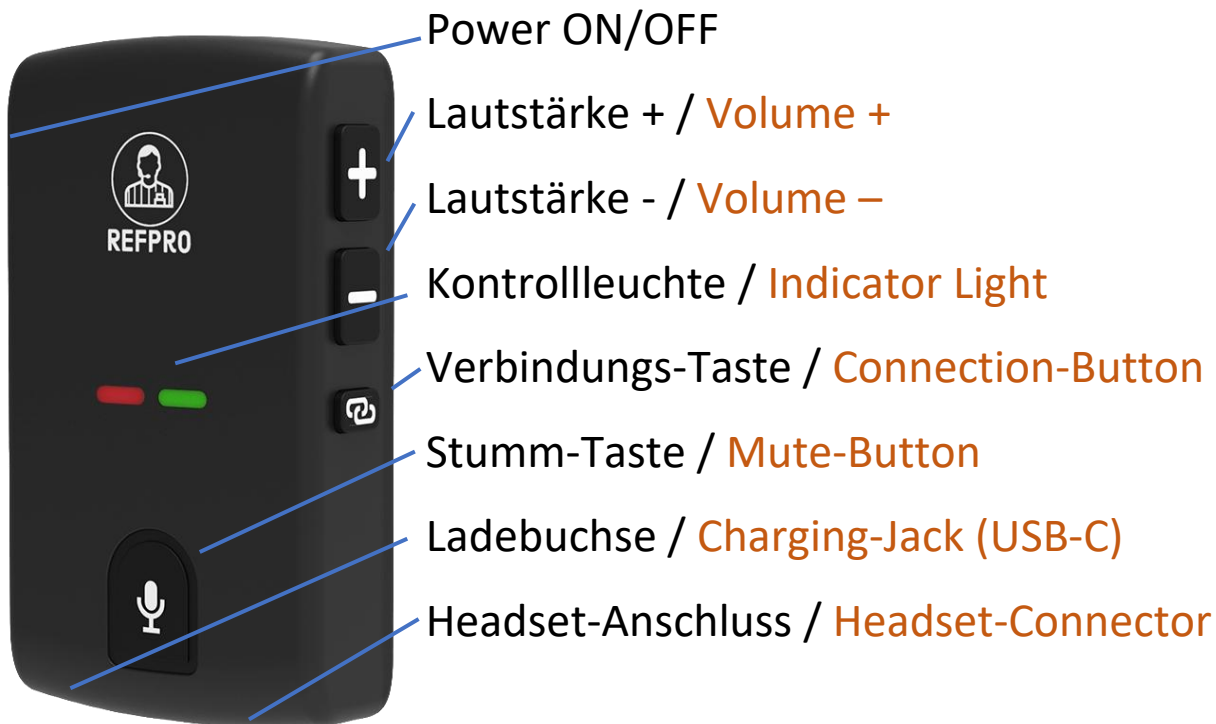 Power ON/OFF
Lautstärke + / Volume +
Lautstärke - / Volume –
Kontrollleuchte / Indicator Light
Verbindungs-Taste / Connection-Button
Stumm-Taste / Mute-Button
Ladebuchse / Charging-Jack (USB-C)
Headset-Anschluss / Headset-Connector
REFPRO
+
-